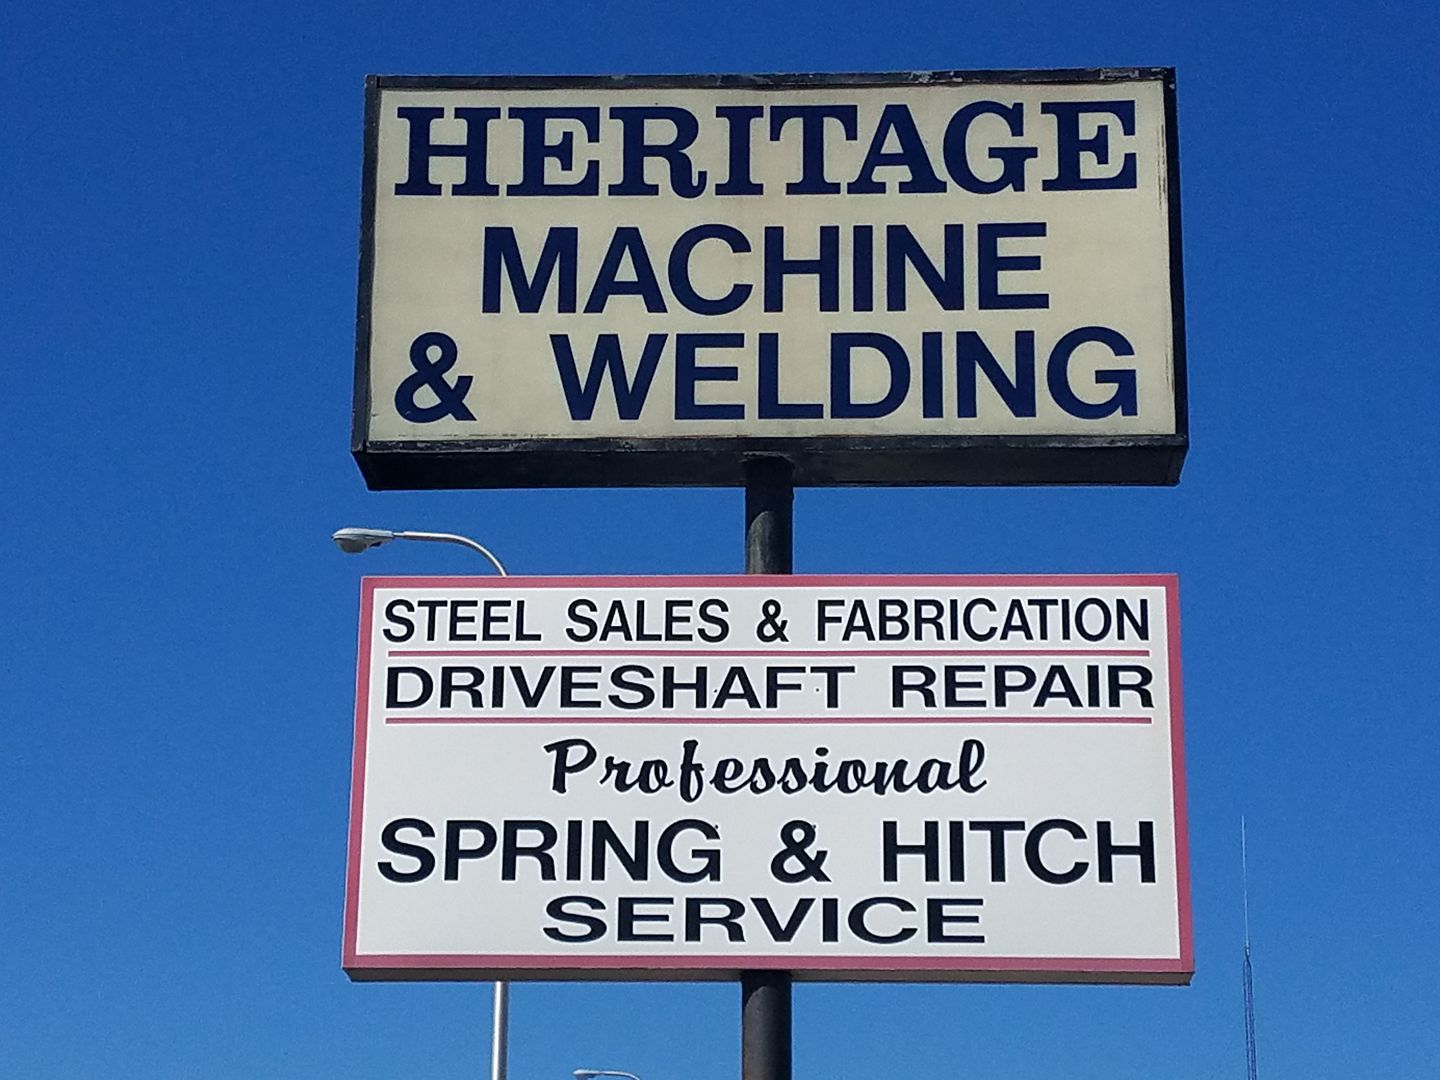 HERITAGE
MACHINE
& WELDING
STEEL SALES & FABRICATION
DRIVESHAFT REPAIR
Professional
SPRING & HITCH
SERVICE